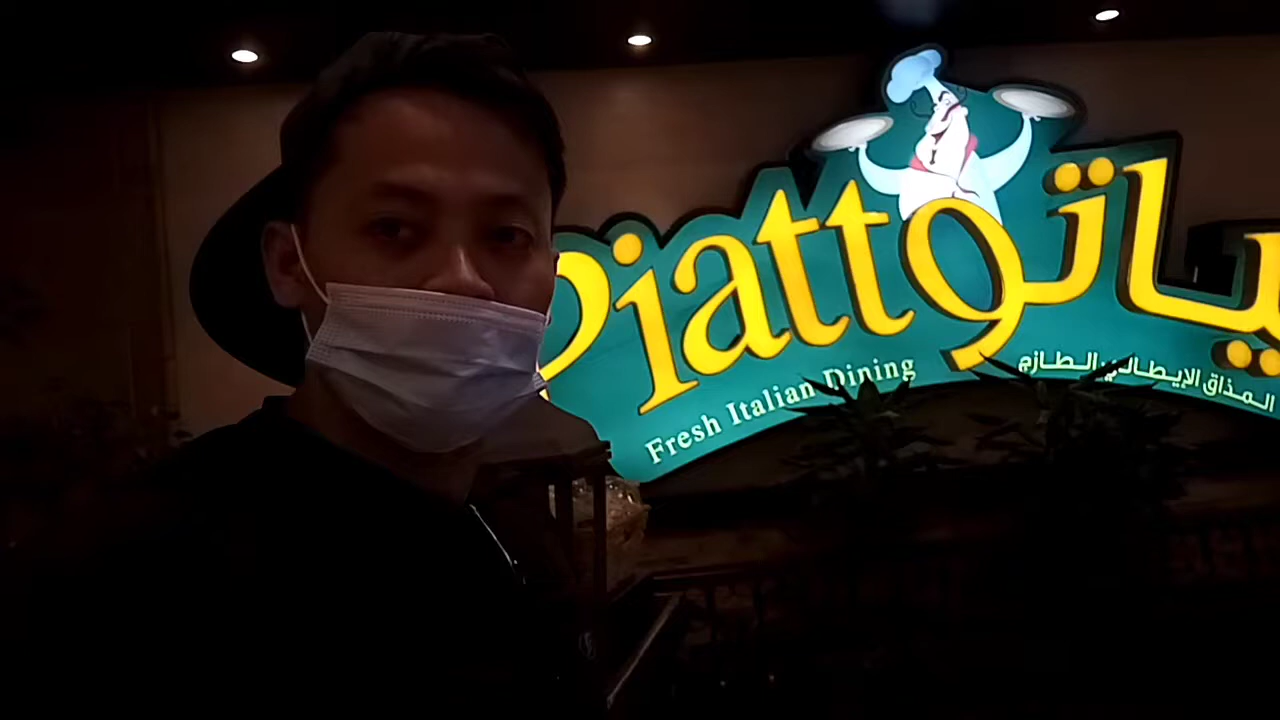 Piatto
بياتو
Fresh Italian Dining
المذاق الإيطالي الطازج